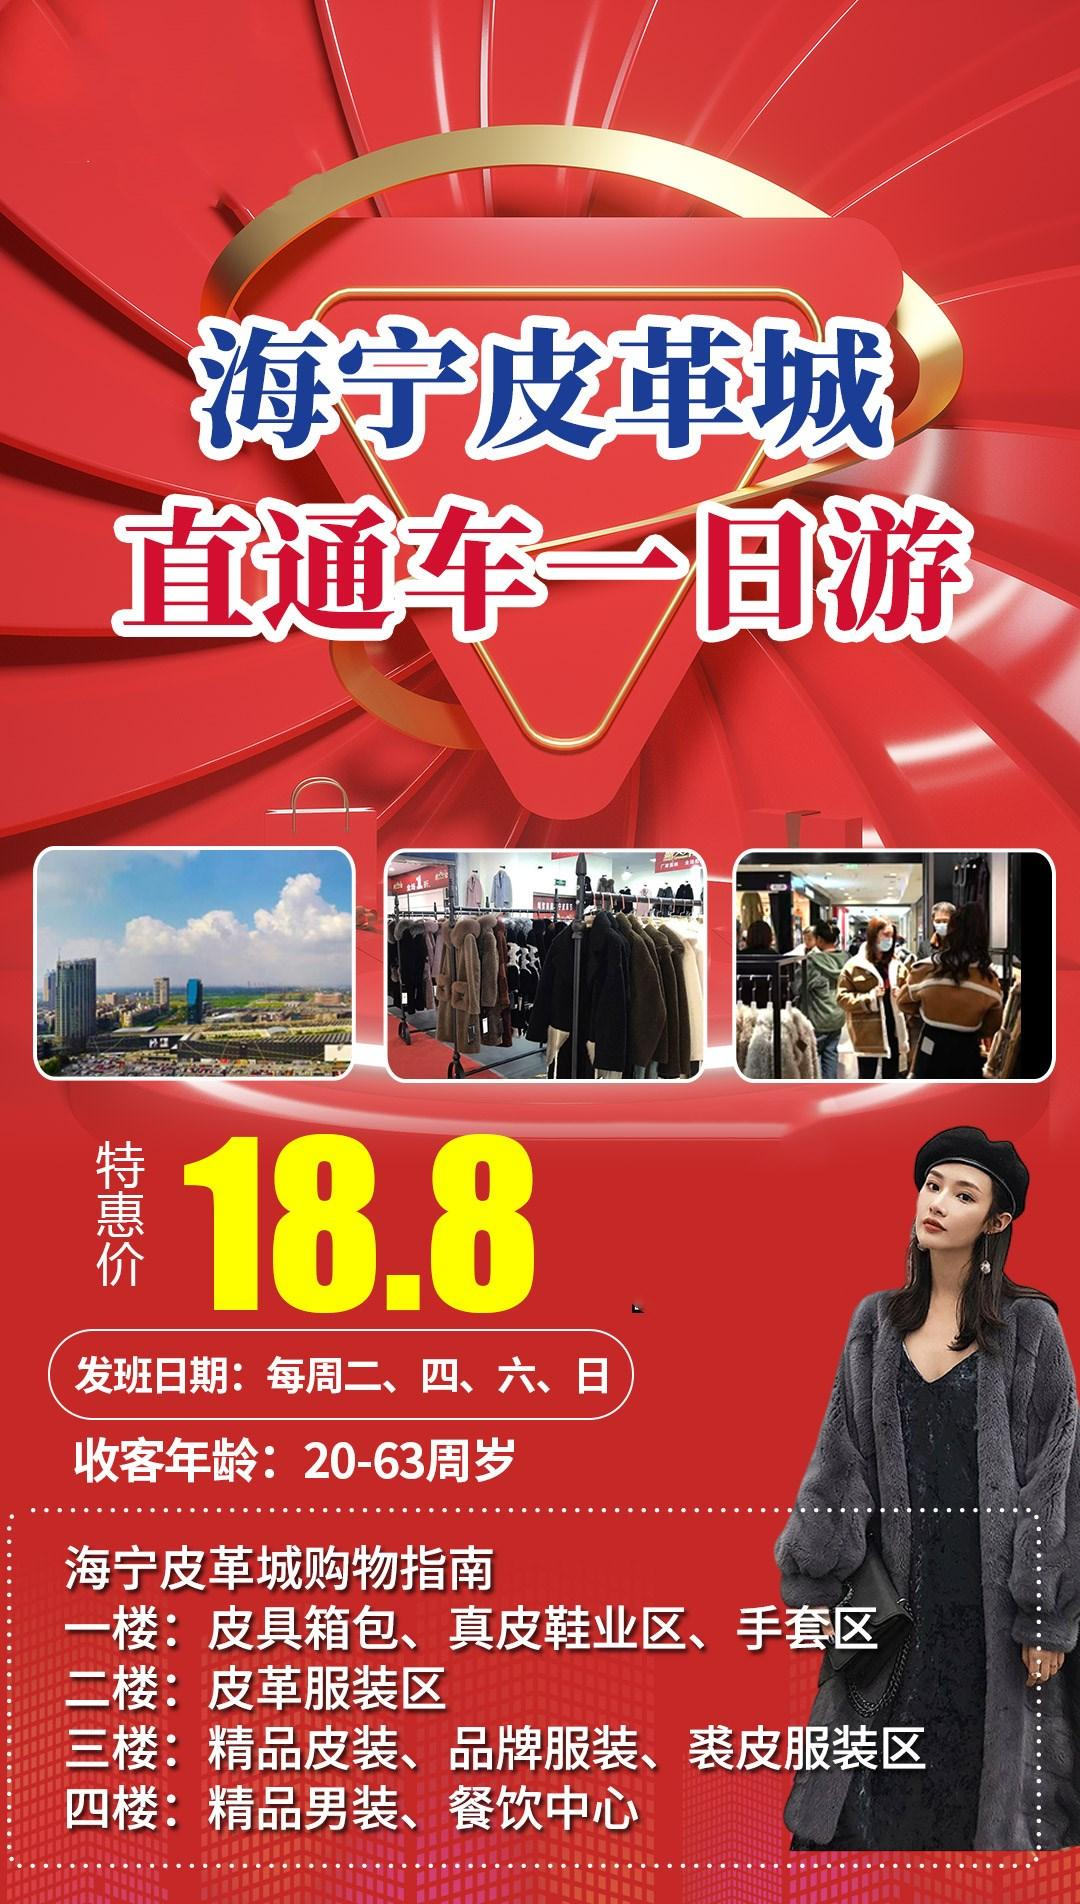 海宁皮革城
直通车一日游
特惠价
18.8
发班日期：每周二、四、六、日
收客年龄：20-63周岁
海宁皮革城购物指南
一楼：皮具箱包、真皮鞋业区、手套区
二楼：皮革服装区
三楼：精品皮装、品牌服装、裘皮服装区
四楼：精品男装、餐饮中心